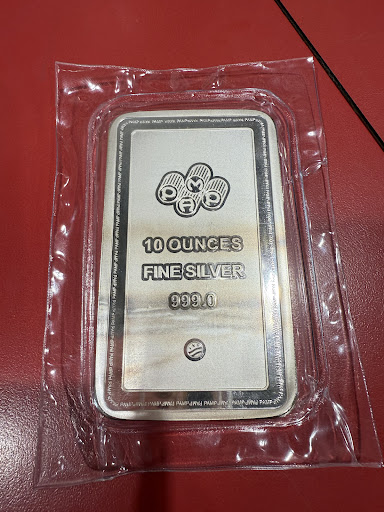 PAMP
10 OUNCES
FINE SILVER
999.0